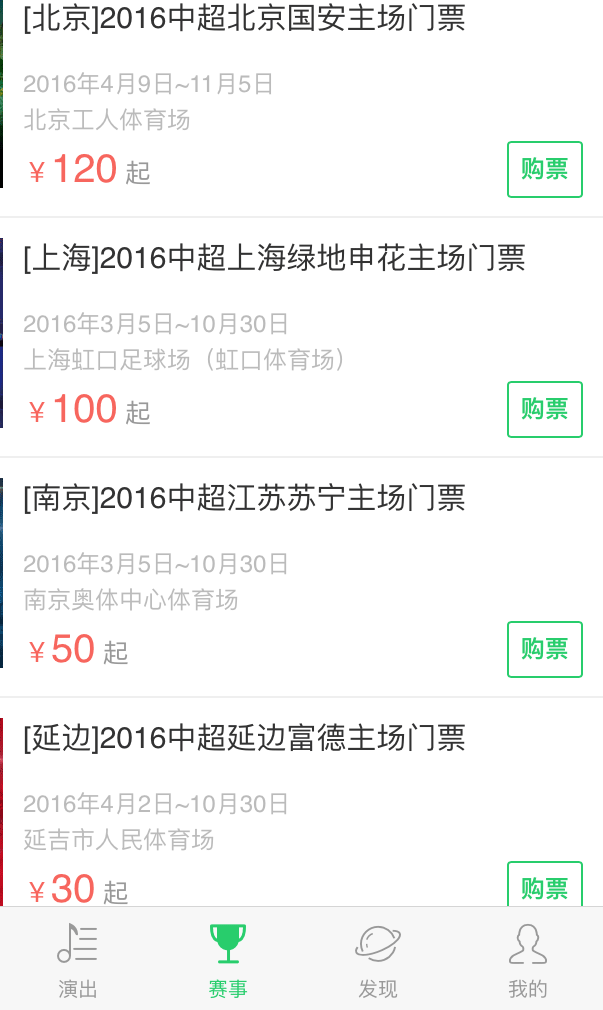 [北京]2016中超北京国安主场门票
2016年4月9日~11月5日
北京工人体育场
￥120 起
购票
[上海]2016中超上海绿地申花主场门票
2016年3月5日~10月30日
上海虹口足球场（虹口体育场）
￥100 起
购票
[南京]2016中超江苏苏宁主场门票
2016年3月5日~10月30日
南京奥体中心体育场
￥50 起
购票
[延边]2016中超延边富德主场门票
2016年4月2日~10月30日
延吉市人民体育场
￥30 起
购票
演出 赛事 发现 我的